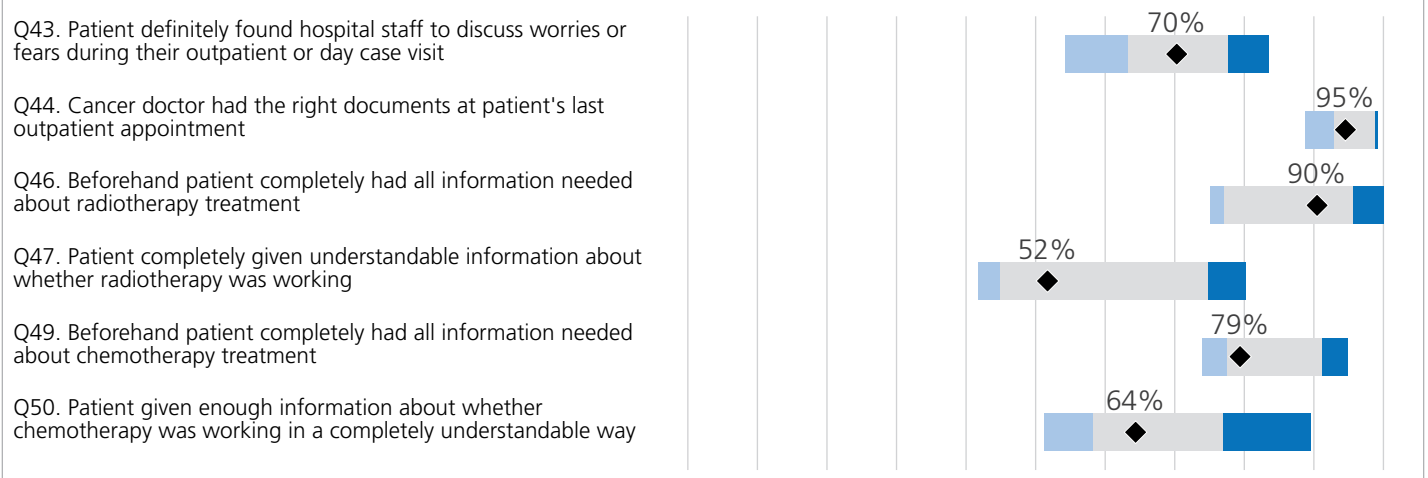 Q43. Patient definitely found hospital staff to discuss worries or
fears during their outpatient or day case visit
70%
Q44. Cancer doctor had the right documents at patient's last
outpatient appointment
95%
Q46. Beforehand patient completely had all information needed
about radiotherapy treatment
90%
Q47. Patient completely given understandable information about
whether radiotherapy was working
52%
Q49. Beforehand patient completely had all information needed
about chemotherapy treatment
79%
Q50. Patient given enough information about whether
chemotherapy was working in a completely understandable way
64%